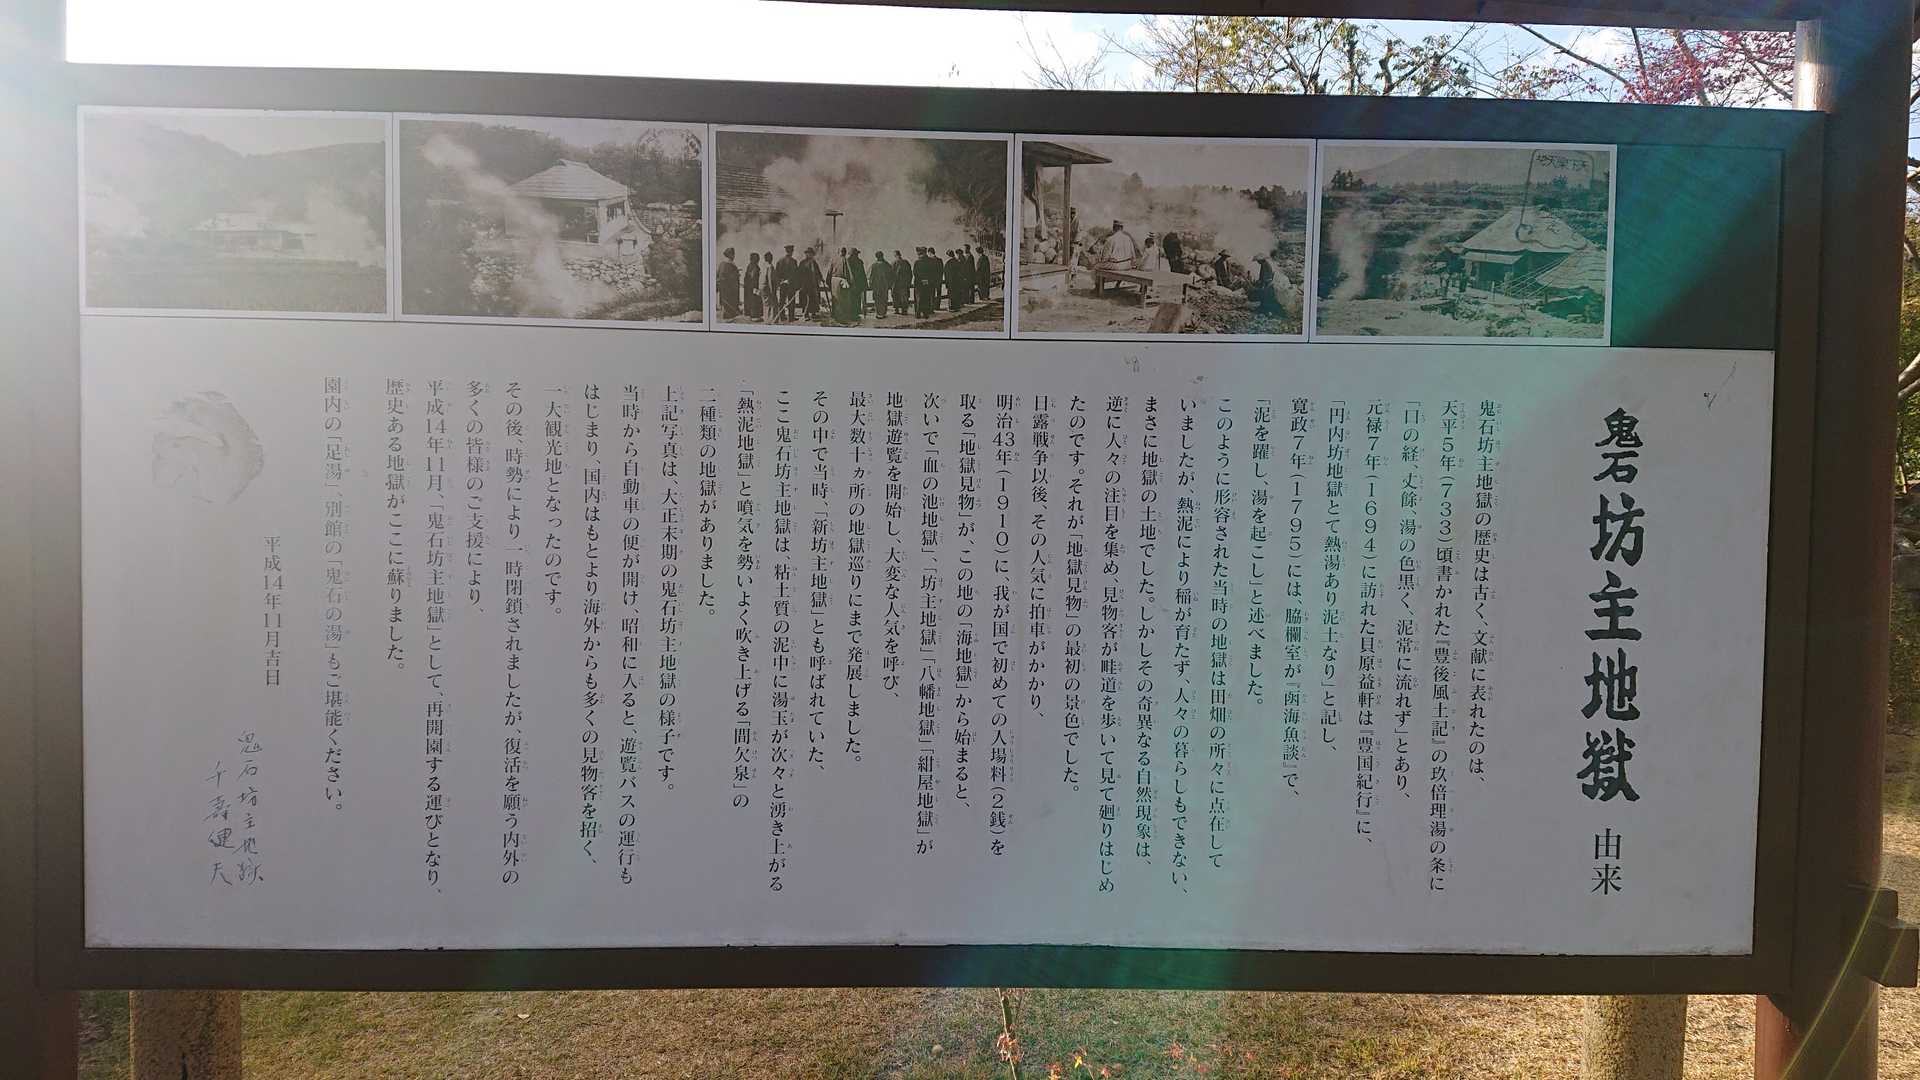 鬼石坊主地獄 由来
鬼石坊主地獄の歴史は古く、文献に表れたのは、
天平5年(733)頃書かれた『豊後風土記』の玖倍理湯の条に
「口の経、丈餘、湯の色黒く、泥常に流れず」とあり、
元禄7年(1694)に訪れた貝原益軒は『豊国紀行』に、
「円内坊地獄とて熱湯あり泥土なり」と記し、
寛政7年(1795)には、脇欄室が『函海魚談』で、
「泥を躍し、湯を起こし」と述べました。
このように形容された当時の地獄は田畑の所々に点在して
いましたが、熱泥により稲が育たず、人々の暮らしもできない、
まさに地獄の土地でした。しかしその奇異なる自然現象は、
逆に人々の注目を集め、見物客が畦道を歩いて見て廻りはじめ
たのです。それが「地獄見物」の最初の景色でした。
日露戦争以後、その人気に拍車がかかり、
明治43年(1910)に、我が国で初めての入場料(2銭)を
取る「地獄見物」が、この地の「海地獄」から始まると、
次いで「血の池地獄」、「坊主地獄」「八幡地獄」「紺屋地獄」が
地獄遊覧を開始し、大変な人気を呼び、
最大数十ヵ所の地獄巡りにまで発展しました。
その中で当時、「新坊主地獄」とも呼ばれていた、
ここ鬼石坊主地獄は、粘土質の泥中に湯玉が次々と湧き上がる
「熱泥地獄」と噴気を勢いよく吹き上げる「間欠泉」の
二種類の地獄がありました。
上記写真は、大正末期の鬼石坊主地獄の様子です。
当時から自動車の便が開け、昭和に入ると、遊覧バスの運行も
はじまり、国内はもとより海外からも多くの見物客を招く、
一大観光地となったのです。
その後、時勢により一時閉鎖されましたが、復活を願う内外の
多くの皆様のご支援により、
平成14年11月、「鬼石坊主地獄」として、再開園する運びとなり、
歴史ある地獄がここに蘇りました。
園内の「足湯」、別館の「鬼石の湯」もご堪能ください。
平成14年11月吉日
鬼石坊主地獄
千壽健夫